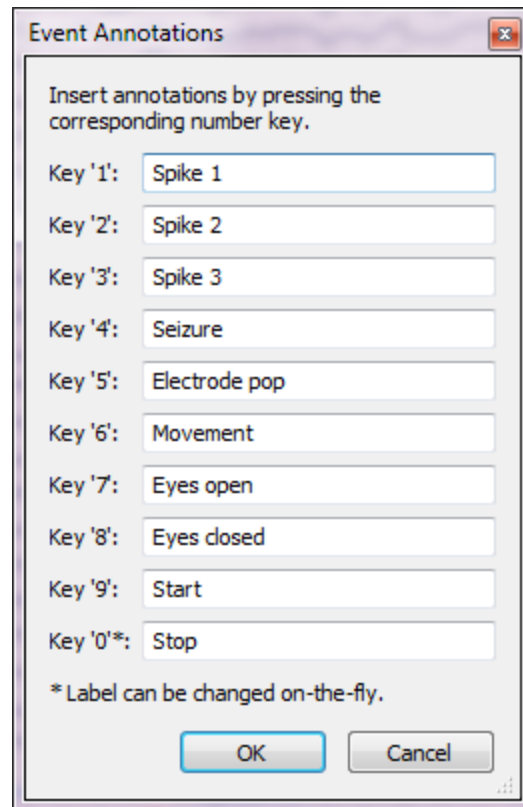 Event Annotations
Insert annotations by pressing the
corresponding number key.
Key '1': Spike 1
Key '2': Spike 2
Key '3': Spike 3
Key '4': Seizure
Key '5': Electrode pop
Key '6': Movement
Key '7': Eyes open
Key '8': Eyes closed
Key '9': Start
Key '0'*: Stop
* Label can be changed on-the-fly.
OK Cancel